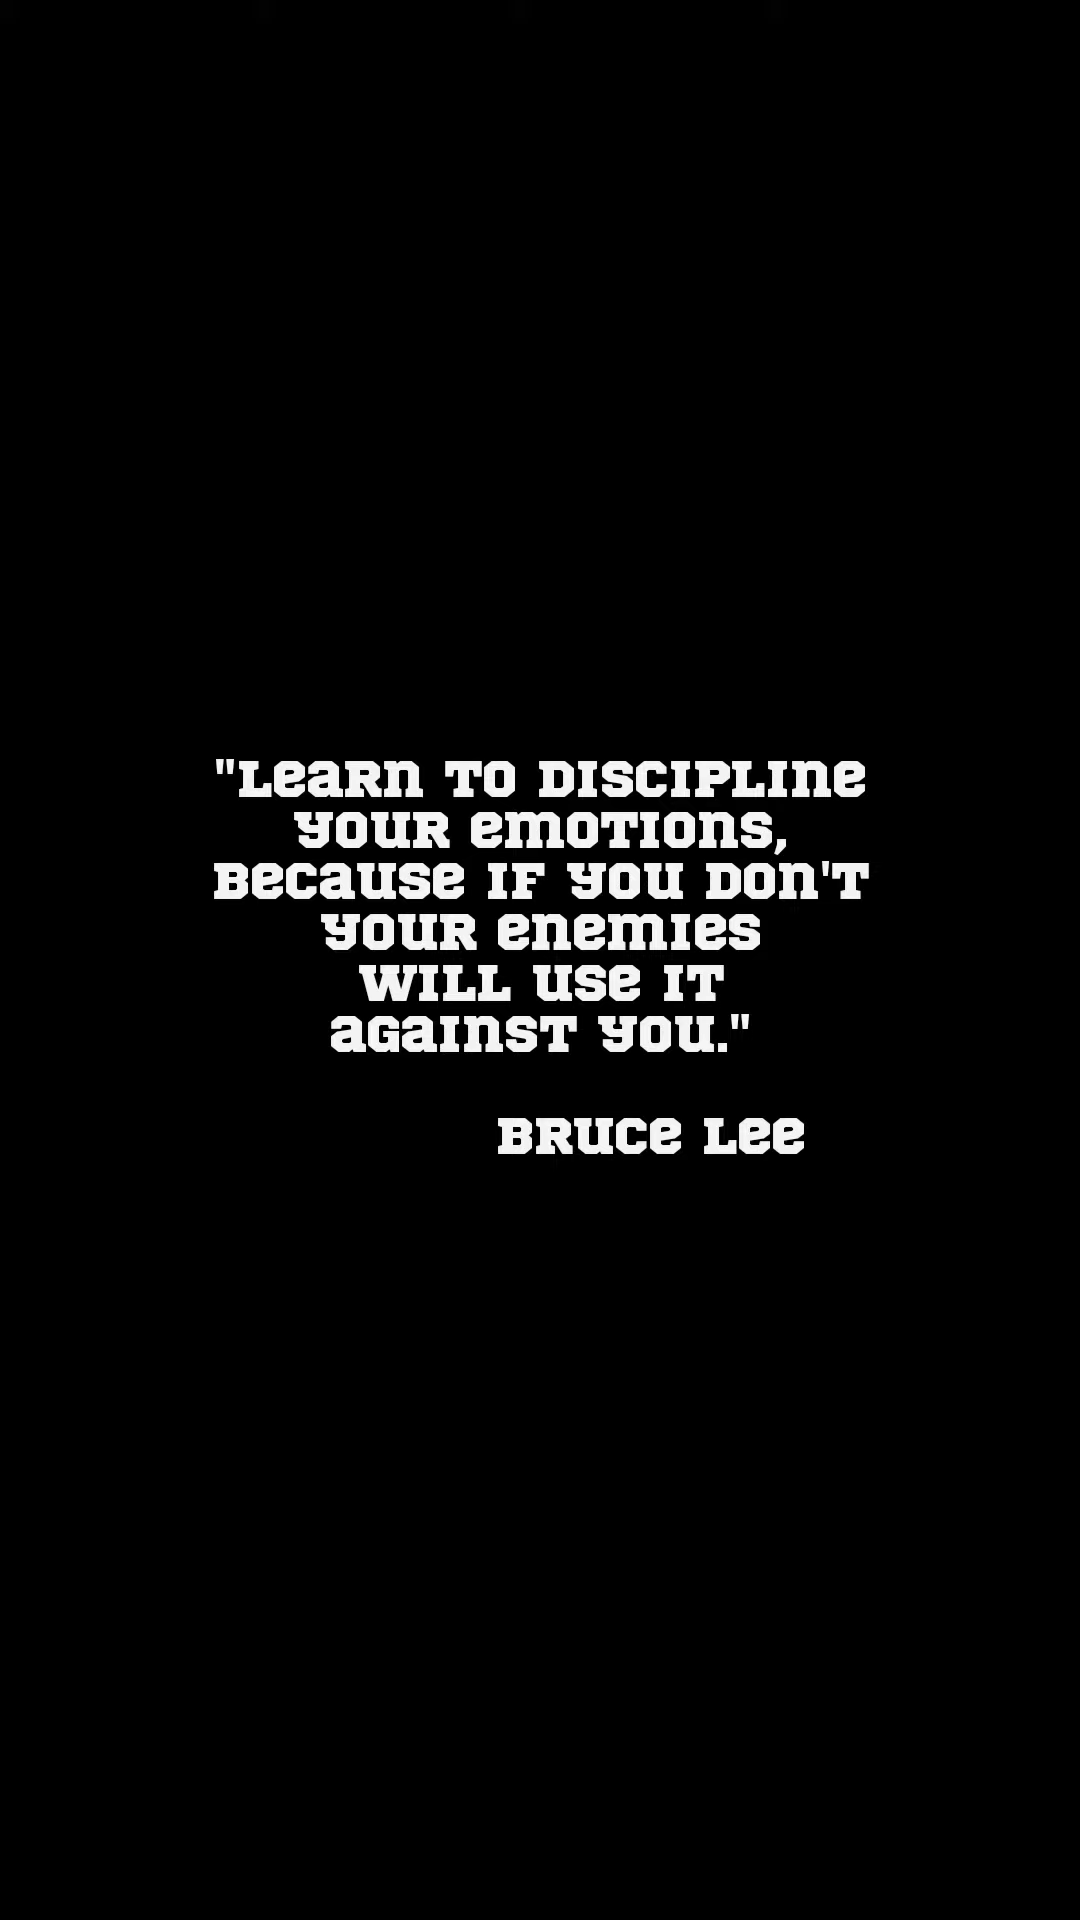 "Learn to discipline
your emotions,
because if you don't
your enemies
will use it
against you."
Bruce Lee